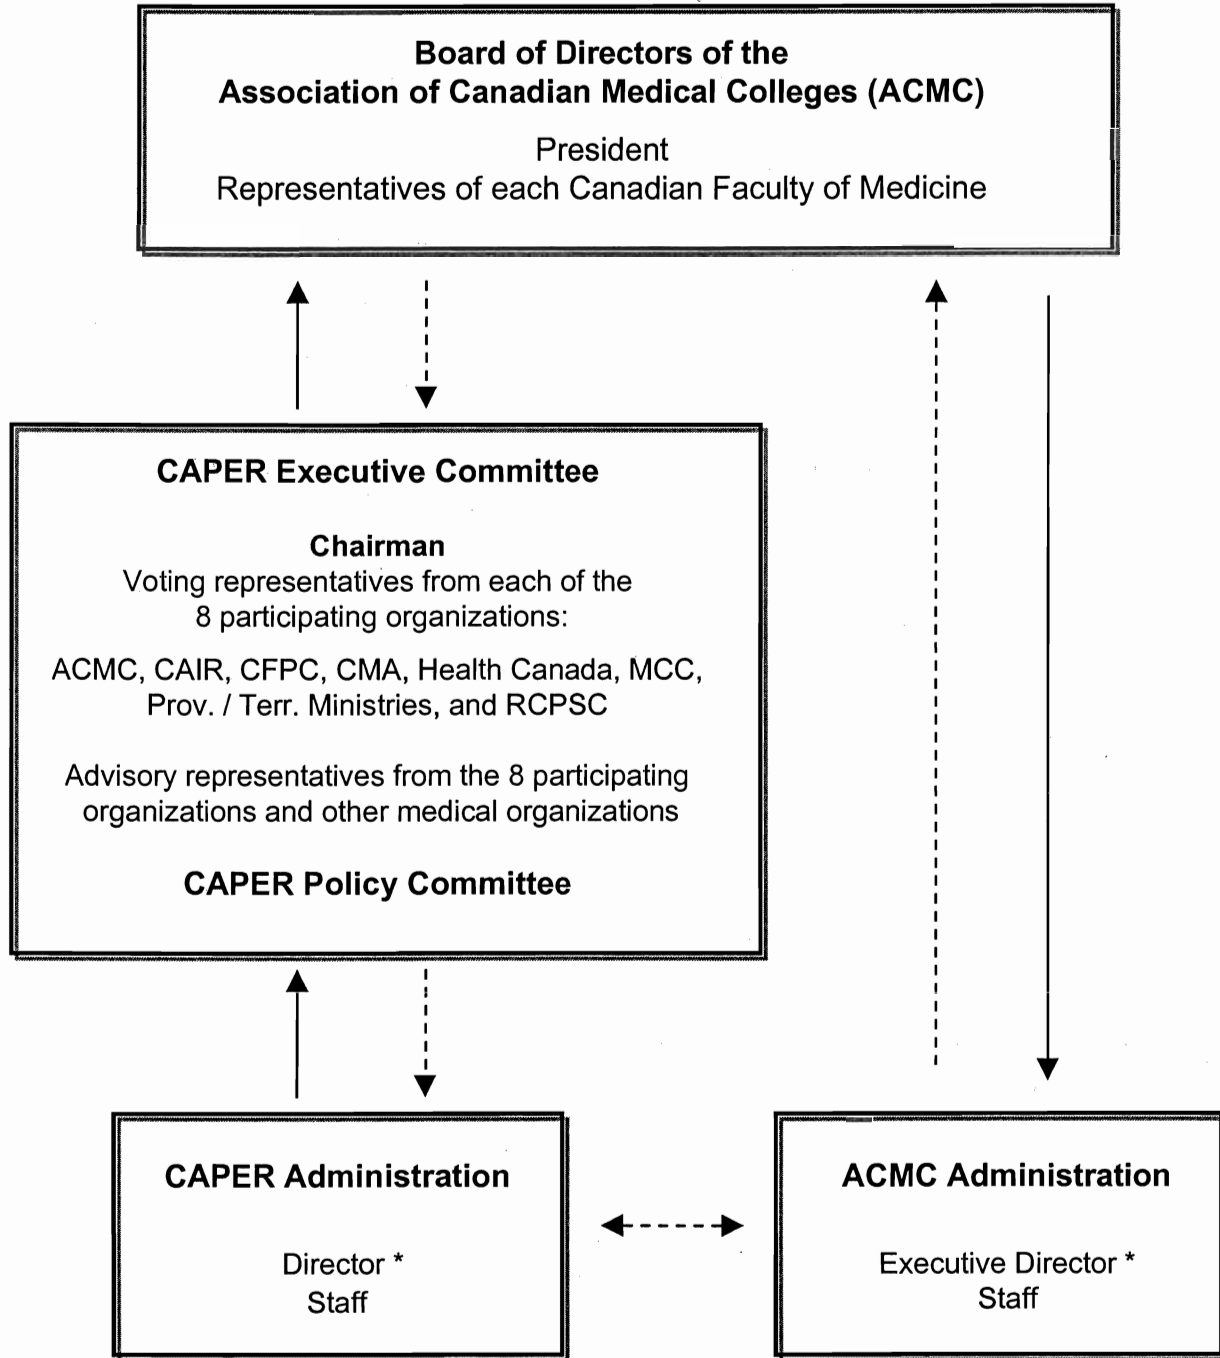 Board of Directors of the
Association of Canadian Medical Colleges (ACMC)
President
Representatives of each Canadian Faculty of Medicine
CAPER Executive Committee
Chairman
Voting representatives from each of the
8 participating organizations:
ACMC, CAIR, CFPC, CMA, Health Canada, MCC,
Prov. / Terr. Ministries, and RCPSC
Advisory representatives from the 8 participating
organizations and other medical organizations
CAPER Policy Committee
CAPER Administration
Director *
Staff
ACMC Administration
Executive Director *
Staff